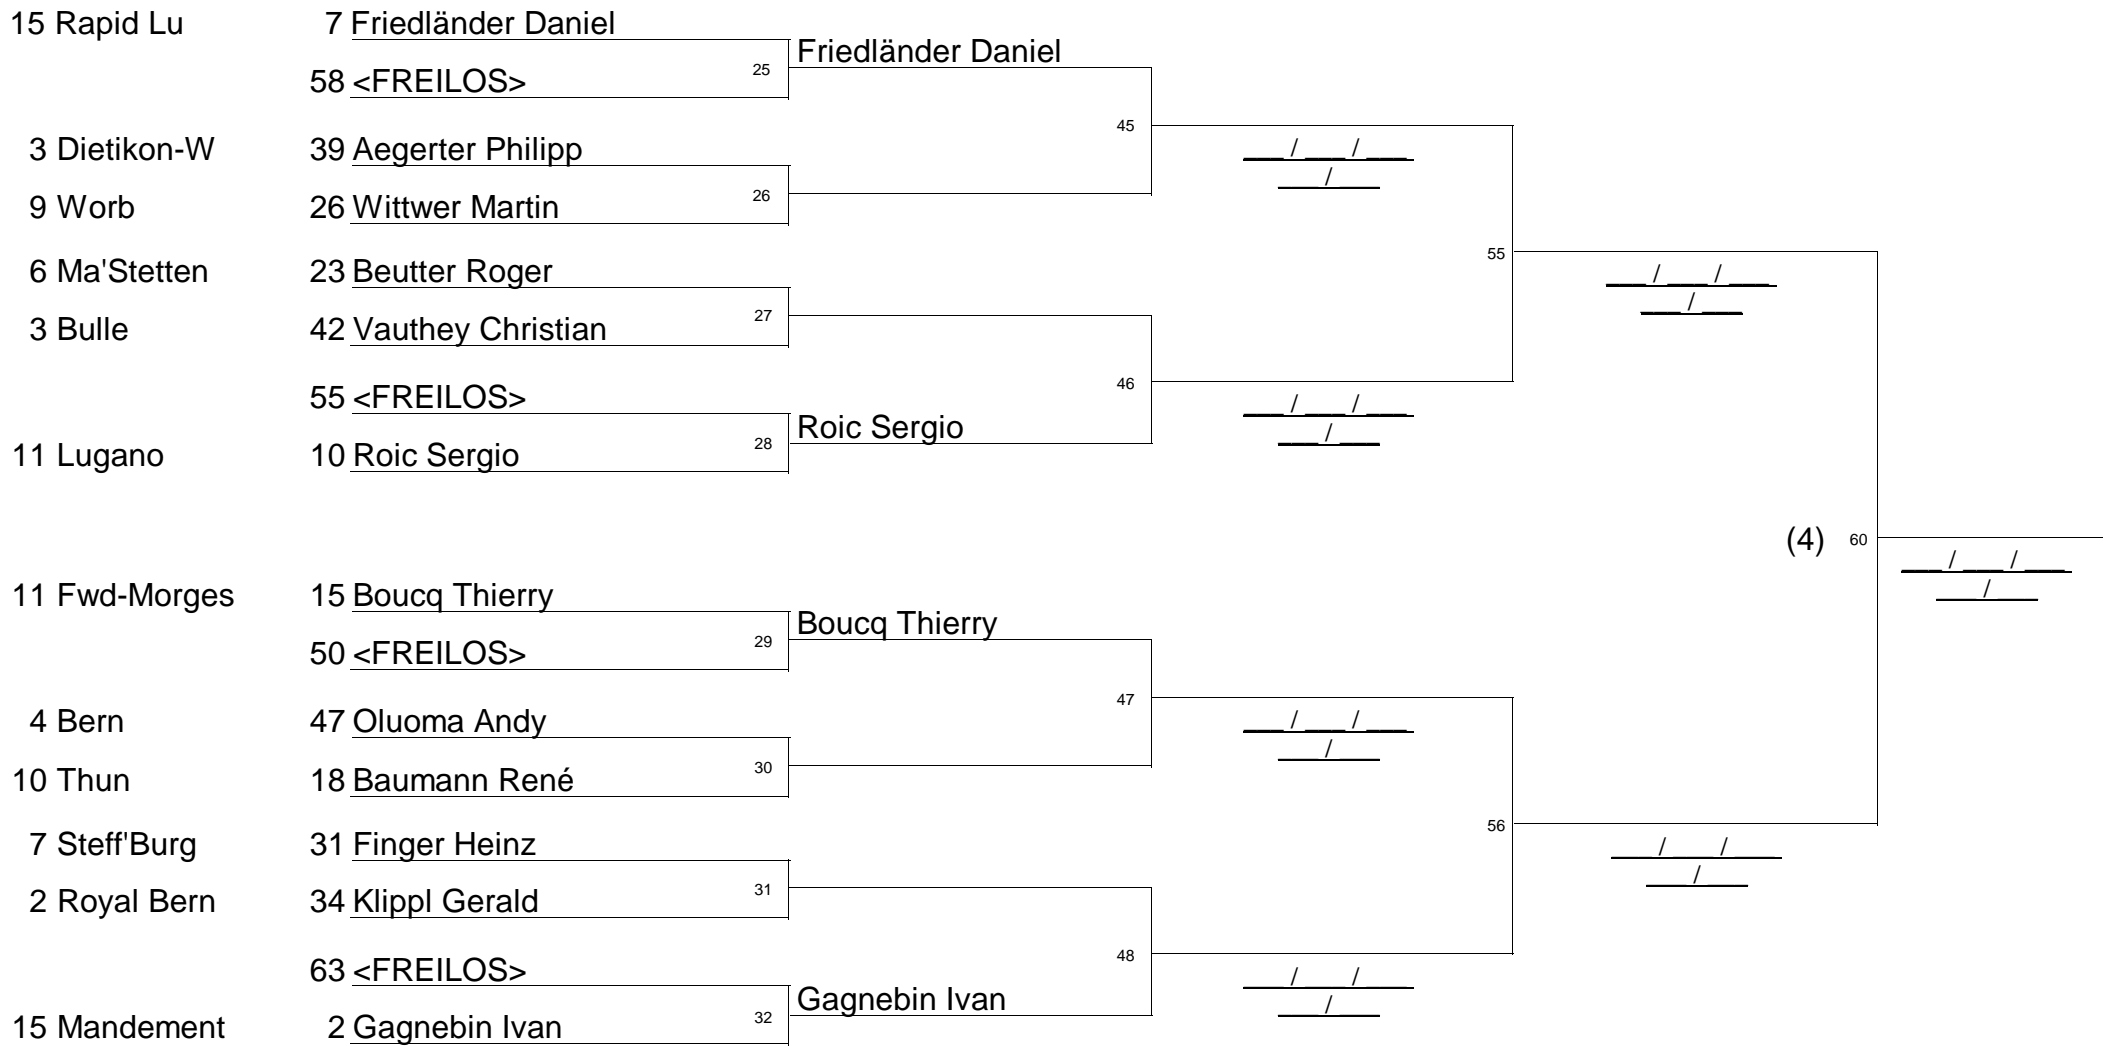 15 Rapid Lu 7 Friedländer Daniel
Friedländer Daniel
25
58 <FREILOS>
45
3 Dietikon-W 39 Aegerter Philipp
___ / ___ / ___
___ / ___
26
9 Worb 26 Wittwer Martin
55
6 Ma'Stetten 23 Beutter Roger
___ / ___ / ___
___ / ___
27
3 Bulle 42 Vauthey Christian
46
55 <FREILOS>
___ / ___ / ___
Roic Sergio
___ / ___
28
11 Lugano 10 Roic Sergio
(4) 60
___ / ___ / ___
___ / ___
11 Fwd-Morges 15 Boucq Thierry
Boucq Thierry
29
50 <FREILOS>
47
4 Bern 47 Oluoma Andy
___ / ___ / ___
___ / ___
30
10 Thun 18 Baumann René
56
7 Steff'Burg 31 Finger Heinz
___ / ___ / ___
___ / ___
31
2 Royal Bern 34 Klippl Gerald
48
63 <FREILOS>
___ / ___ / ___
Gagnebin Ivan
___ / ___
32
15 Mandement 2 Gagnebin Ivan